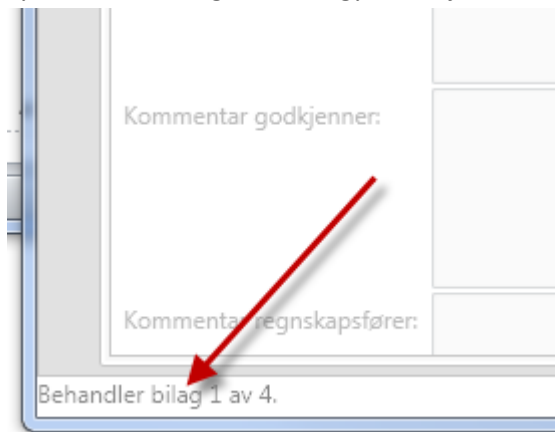 Kommentar godkjenner:
Kommentar regnskapsfører:
Behandler bilag 1 av 4.